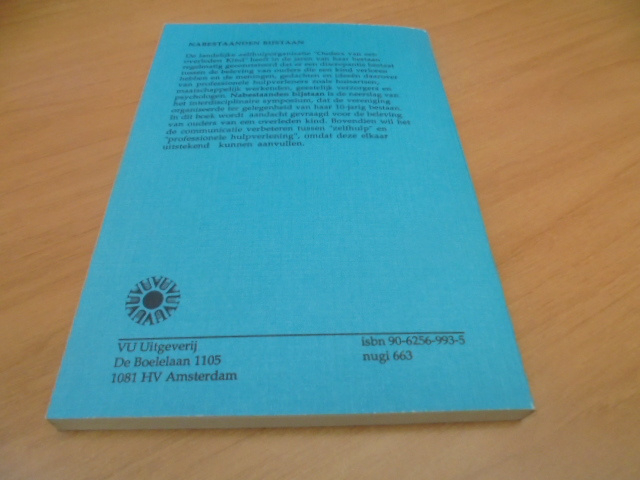 NABESTAANDEN BIJSTAAN
De landelijke zelfhulporganisatie "Ouders van een
overleden Kind" heeft in de jaren van haar bestaan
regelmatig geconstateerd dat er een discrepantie bestaat
tussen de beleving van ouders die een kind verloren
hebben en de meningen, gedachten en ideeën daarover
van professionele hulpverleners zoals huisartsen,
maatschappelijk werkenden, geestelijk verzorgers en
psychologen. Nabestaanden bijstaan is de neerslag van
het interdisciplinaire symposium, dat de vereniging
organiseerde ter gelegenheid van haar 10-jarig bestaan.
In dit boek wordt aandacht gevraagd voor de beleving
van ouders van een overleden kind. Bovendien wil het
de communicatie verbeteren tussen "zelfhulp" en
"professionele hulpverlening", omdat deze elkaar
uitstekend kunnen aanvullen.
VU Uitgeverij
De Boelelaan 1105
1081 HV Amsterdam
isbn 90-6256-993-5
nugi 663